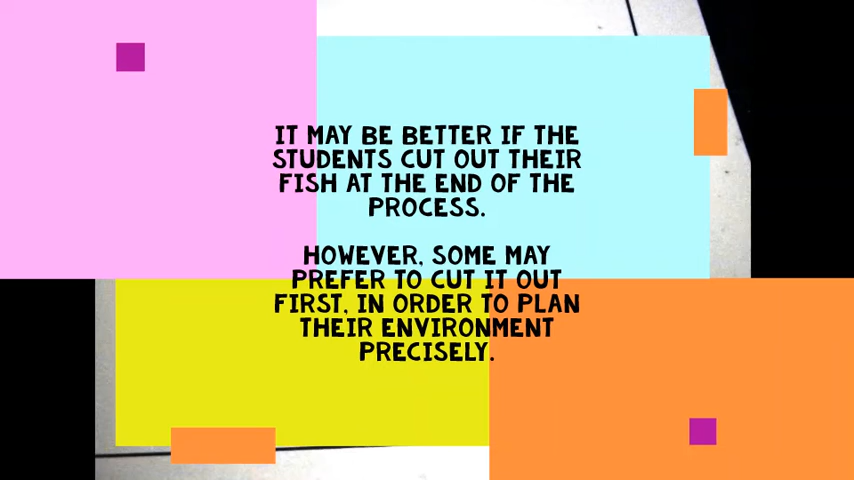 IT MAY BE BETTER IF THE
STUDENTS CUT OUT THEIR
FISH AT THE END OF THE
PROCESS.
HOWEVER, SOME MAY
PREFER TO CUT IT OUT
FIRST, IN ORDER TO PLAN
THEIR ENVIRONMENT
PRECISELY.